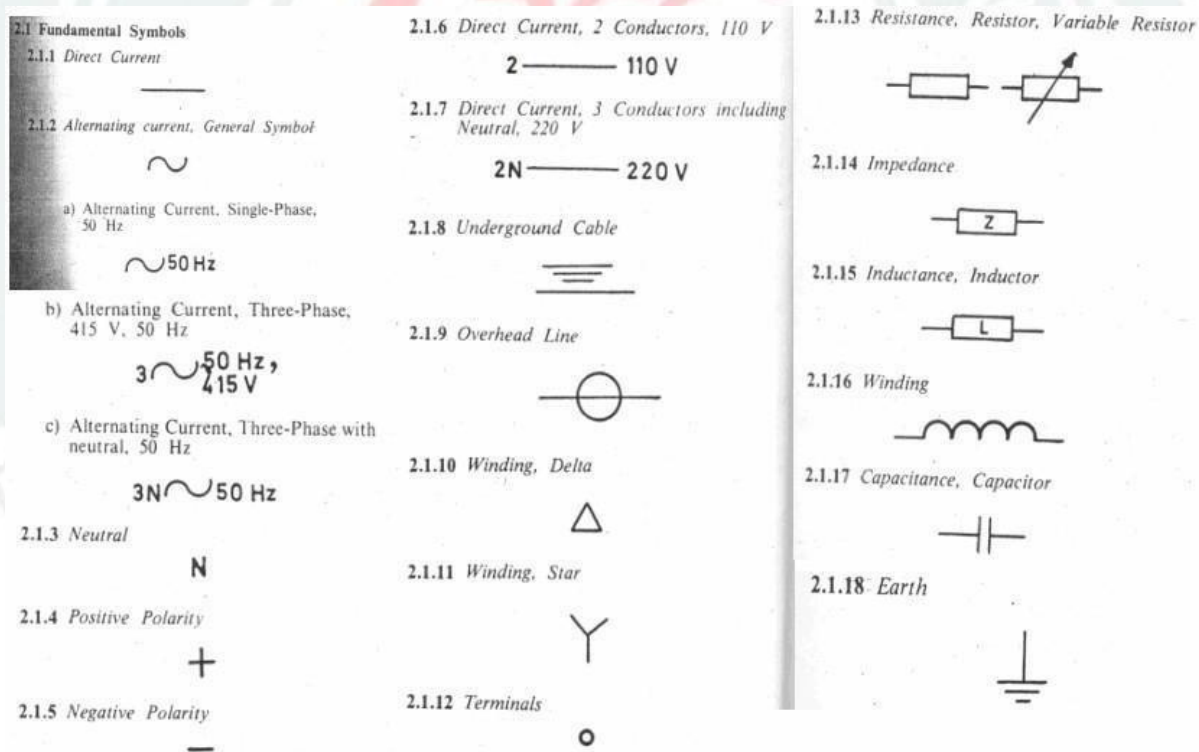 2.1 Fundamental Symbols
2.1.1 Direct Current
2.1.2 Alternating current, General Symbol
a) Alternating Current, Single-Phase,
50 Hz
50 Hz
b) Alternating Current, Three-Phase,
415 V, 50 Hz
3 50 Hz,
415 V
c) Alternating Current, Three-Phase with
neutral, 50 Hz
3N 50 Hz
2.1.3 Neutral
N
2.1.4 Positive Polarity
+
2.1.5 Negative Polarity
–
2.1.6 Direct Current, 2 Conductors, 110 V
2 110 V
2.1.7 Direct Current, 3 Conductors including
Neutral, 220 V
2N 220 V
2.1.8 Underground Cable
2.1.9 Overhead Line
2.1.10 Winding, Delta
2.1.11 Winding, Star
2.1.12 Terminals
2.1.13 Resistance, Resistor, Variable Resistor
2.1.14 Impedance
Z
2.1.15 Inductance, Inductor
L
2.1.16 Winding
2.1.17 Capacitance, Capacitor
2.1.18 Earth